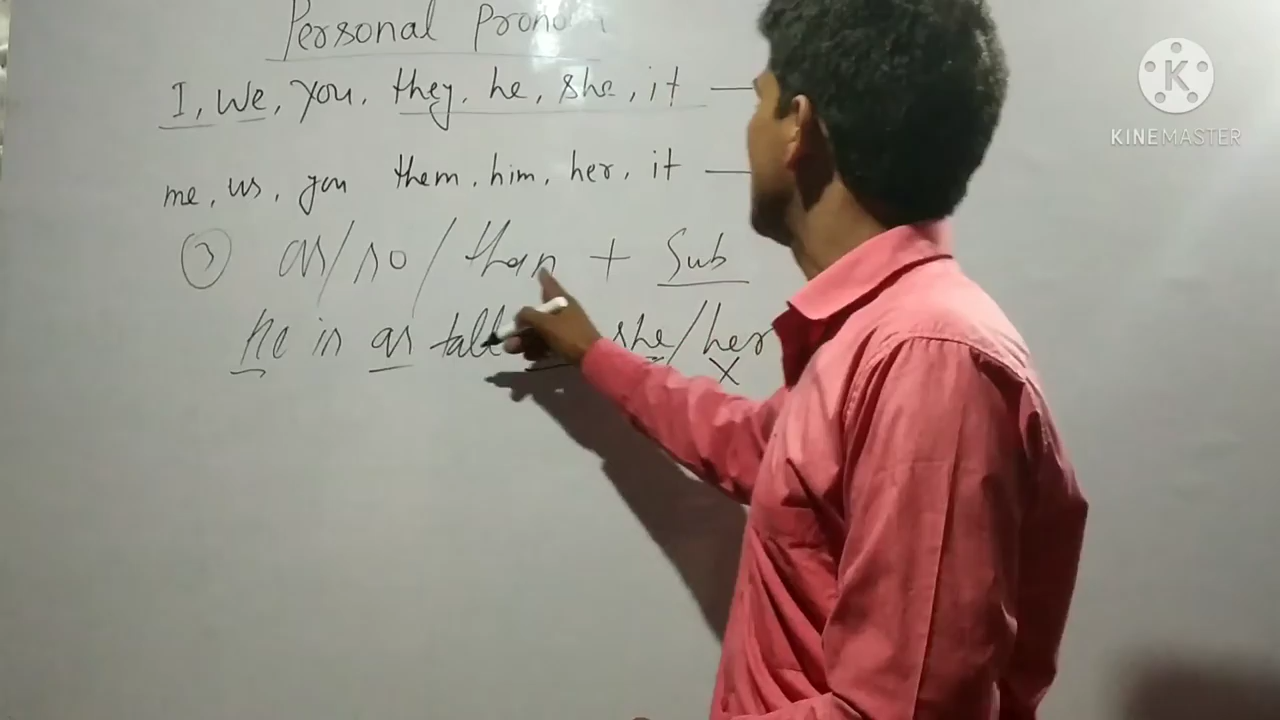 Personal Pronou
I, we, you, they, he, she, it —
me, us, you them, him, her, it —
③ as/so/than + Sub
He is as tall she/her
X
K
KINEMASTER